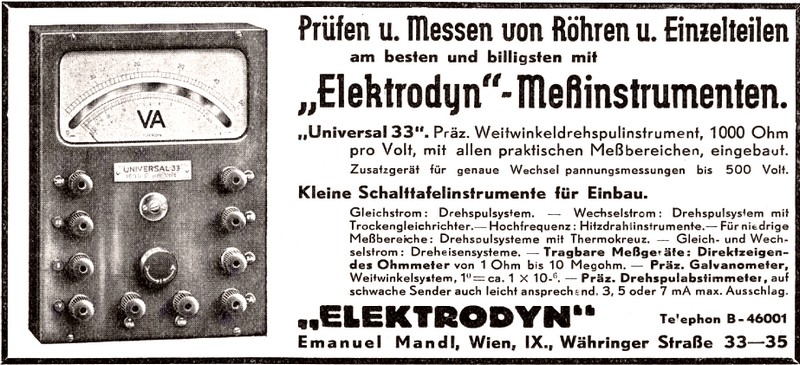 Prüfen u. Messen von Röhren u. Einzelteilen
am besten und billigsten mit
„Elektrodyn“-Meßinstrumenten.
„Universal 33“. Präz. Weitwinkeldrehspulinstrument, 1000 Ohm
pro Volt, mit allen praktischen Meßbereichen, eingebaut.
Zusatzgerät für genaue Wechsel pannungsmessungen bis 500 Volt.
Kleine Schalttafelinstrumente für Einbau.
Gleichstrom: Drehspulsystem. — Wechselstrom: Drehspulsystem mit
Trockengleichrichter. — Hochfrequenz: Hitzdrahlinstrumente. — Für niedrige
Meßbereiche: Drehspulsysteme mit Thermokreuz. — Gleich- und Wech-
selstrom: Dreheisensysteme. — Tragbare Meßgeräte: Direktzeigen-
des Ohmmeter von 1 Ohm bis 10 Megohm. — Präz. Galvanometer,
Weitwinkelsystem, 1° = ca. 1 × 10-⁶. — Präz. Drehspulabstimmeter, auf
schwache Sender auch leicht ansprechend. 3, 5 oder 7 mA max. Ausschlag.
„ELEKTRODYN“ Te'ephon B-46001
Emanuel Mandl, Wien, IX., Währinger Straße 33—35
VA
UNIVERSAL 33